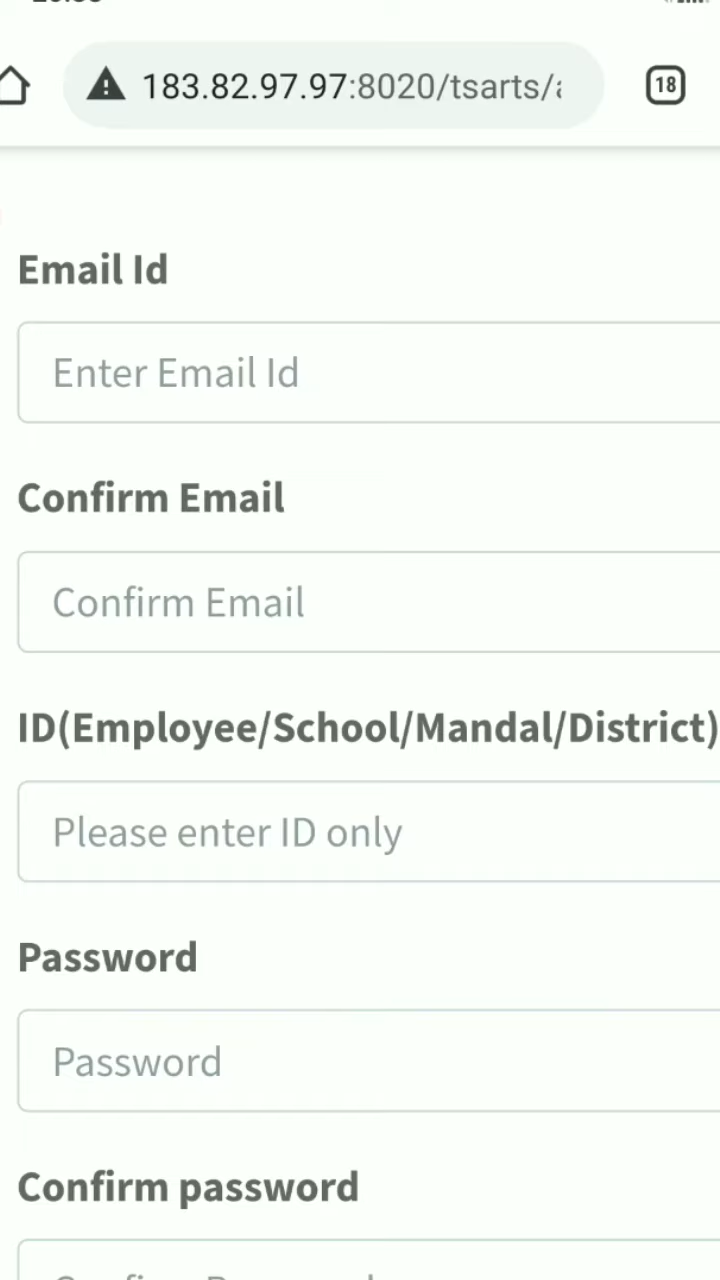 183.82.97.97:8020/tsarts/
18
Email Id
Enter Email Id
Confirm Email
Confirm Email
ID(Employee/School/Mandal/District)
Please enter ID only
Password
Password
Confirm password